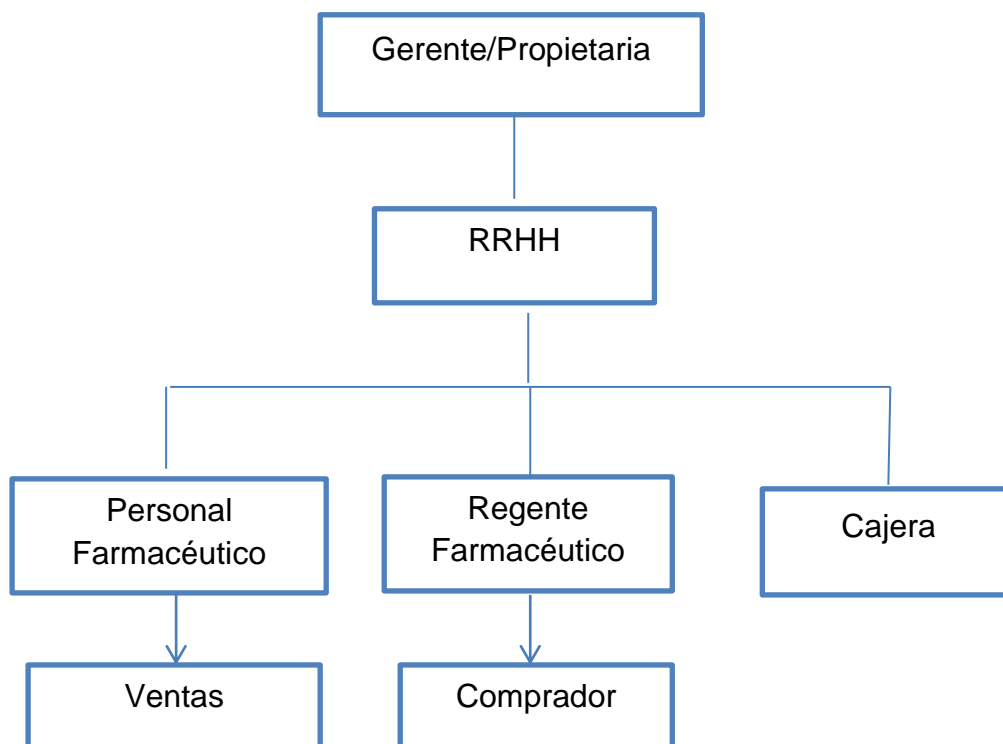 Gerente/Propietaria
RRHH
Personal
Farmacéutico
Regente
Farmacéutico
Cajera
Ventas
Comprador